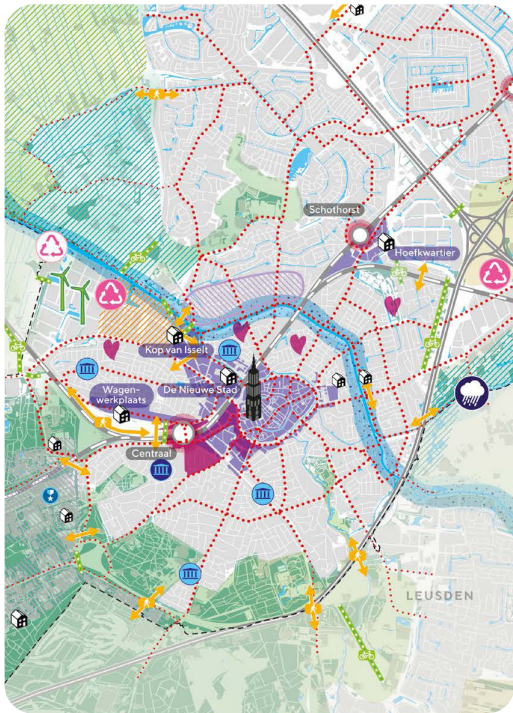 Schothorst
Hoefkwartier
Kop van Isselt
De Nieuwe Stad
Wagen-
werkplaats
Centraal
LEUSDEN